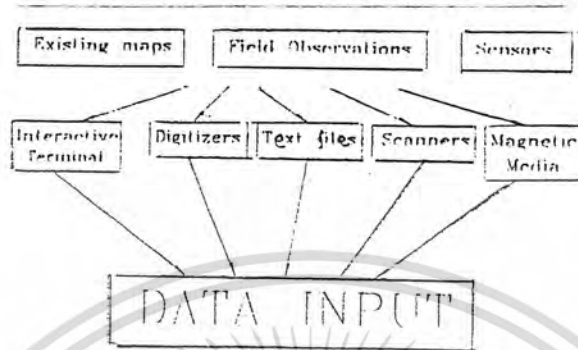 Existing maps Field Observations Sensors
Interactive Digitizers Text files Scanners Magnetic
Terminal Media
DATA INPUT